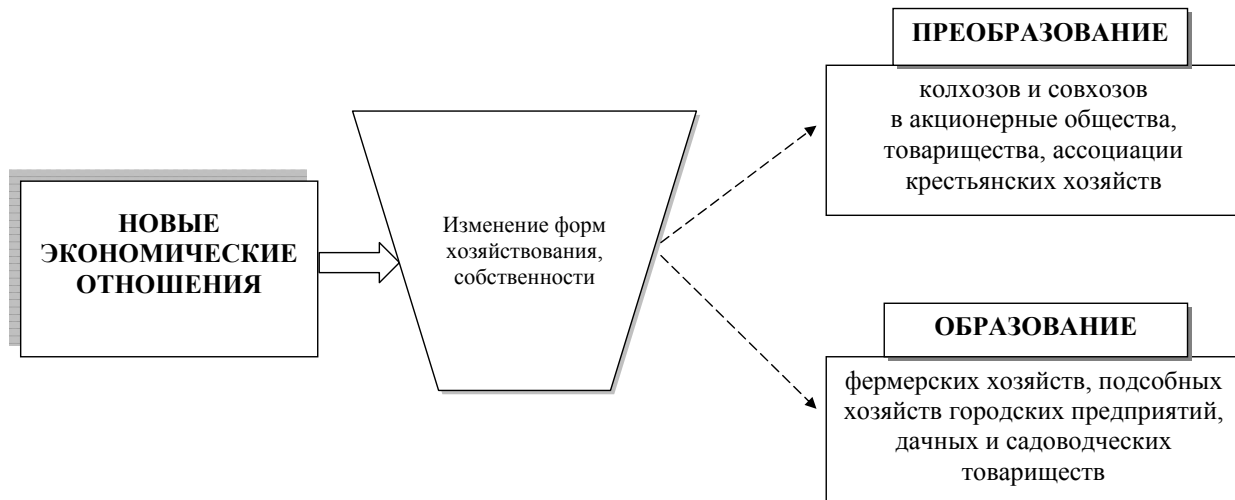 НОВЫЕ
ЭКОНОМИЧЕСКИЕ
ОТНОШЕНИЯ
Изменение форм
хозяйствования,
собственности
ПРЕОБРАЗОВАНИЕ
колхозов и совхозов
в акционерные общества,
товарищества, ассоциации
крестьянских хозяйств
ОБРАЗОВАНИЕ
фермерских хозяйств, подсобных
хозяйств городских предприятий,
дачных и садоводческих
товариществ